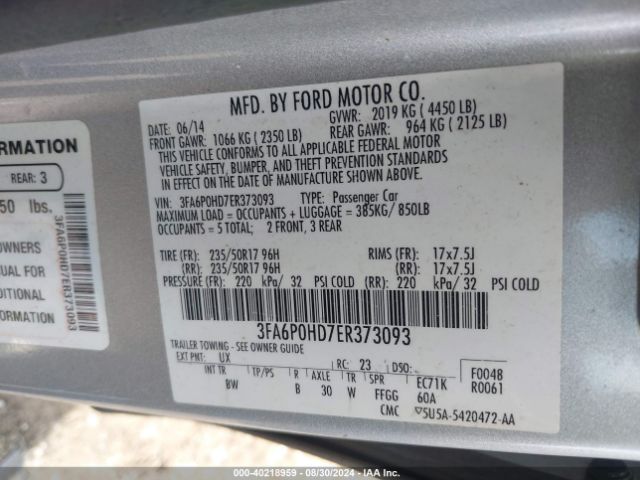 MFD. BY FORD MOTOR CO.
DATE: 06/14 GVWR: 2019 KG ( 4450 LB)
FRONT GAWR: 1066 KG ( 2350 LB) REAR GAWR: 964 KG ( 2125 LB)
THIS VEHICLE CONFORMS TO ALL APPLICABLE FEDERAL MOTOR
VEHICLE SAFETY, BUMPER, AND THEFT PREVENTION STANDARDS
IN EFFECT ON THE DATE OF MANUFACTURE SHOWN ABOVE.
VIN: 3FA6P0HD7ER373093 TYPE: Passenger Car
MAXIMUM LOAD = OCCUPANTS + LUGGAGE = 385KG/ 850LB
OCCUPANTS = 5 TOTAL; 2 FRONT, 3 REAR
TIRE (FR): 235/50R17 96H RIMS (FR): 17x7.5J
(RR): 235/50R17 96H (RR): 17x7.5J
PRESSURE (FR): 220 kPa/ 32 PSI COLD (RR): 220 kPa/ 32 PSI COLD
3FA6P0HD7ER373093
TRAILER TOWING - SEE OWNER GUIDE
EXT PNT: UX RC: 23 DSO: F0048
R0061
INT TR TP/PS R AXLE TR SPR EC71K
BW B 30 W FFGG 60A
CMC 5U5A-5420472-AA
ORMATION
REAR: 3
50 lbs.
OWNERS
UAL FOR
DITIONAL
FORMATION
3FA6P0HD7ER373093
000-40218959 - 08/30/2024 - IAA Inc.